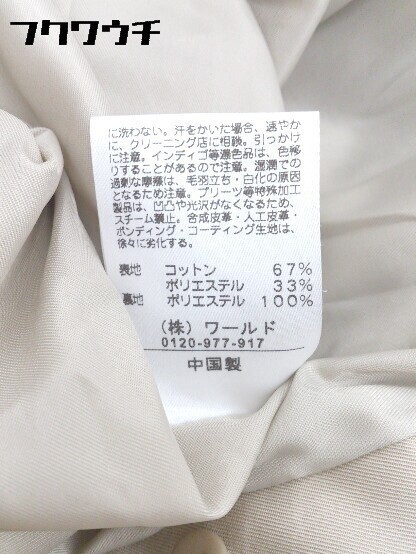 フクワウチ
に洗わない。汗をかいた場合、速やか
に、クリーニング店に相談。引っかけ
に注意。インディゴ等濃色品は、色移
りすることがあるので注意。湿潤での
過剰な摩擦は、毛羽立ち・白化の原因
となるため注意。プリーツ等特殊加工
製品は、凹凸や光沢がなくなるため、
スチーム禁止。合成皮革・人工皮革・
ボンディング・コーティング生地は、
徐々に劣化する。
表地 コットン 67%
ポリエステル 33%
裏地 ポリエステル 100%
(株) ワールド
0120-977-917
中国製